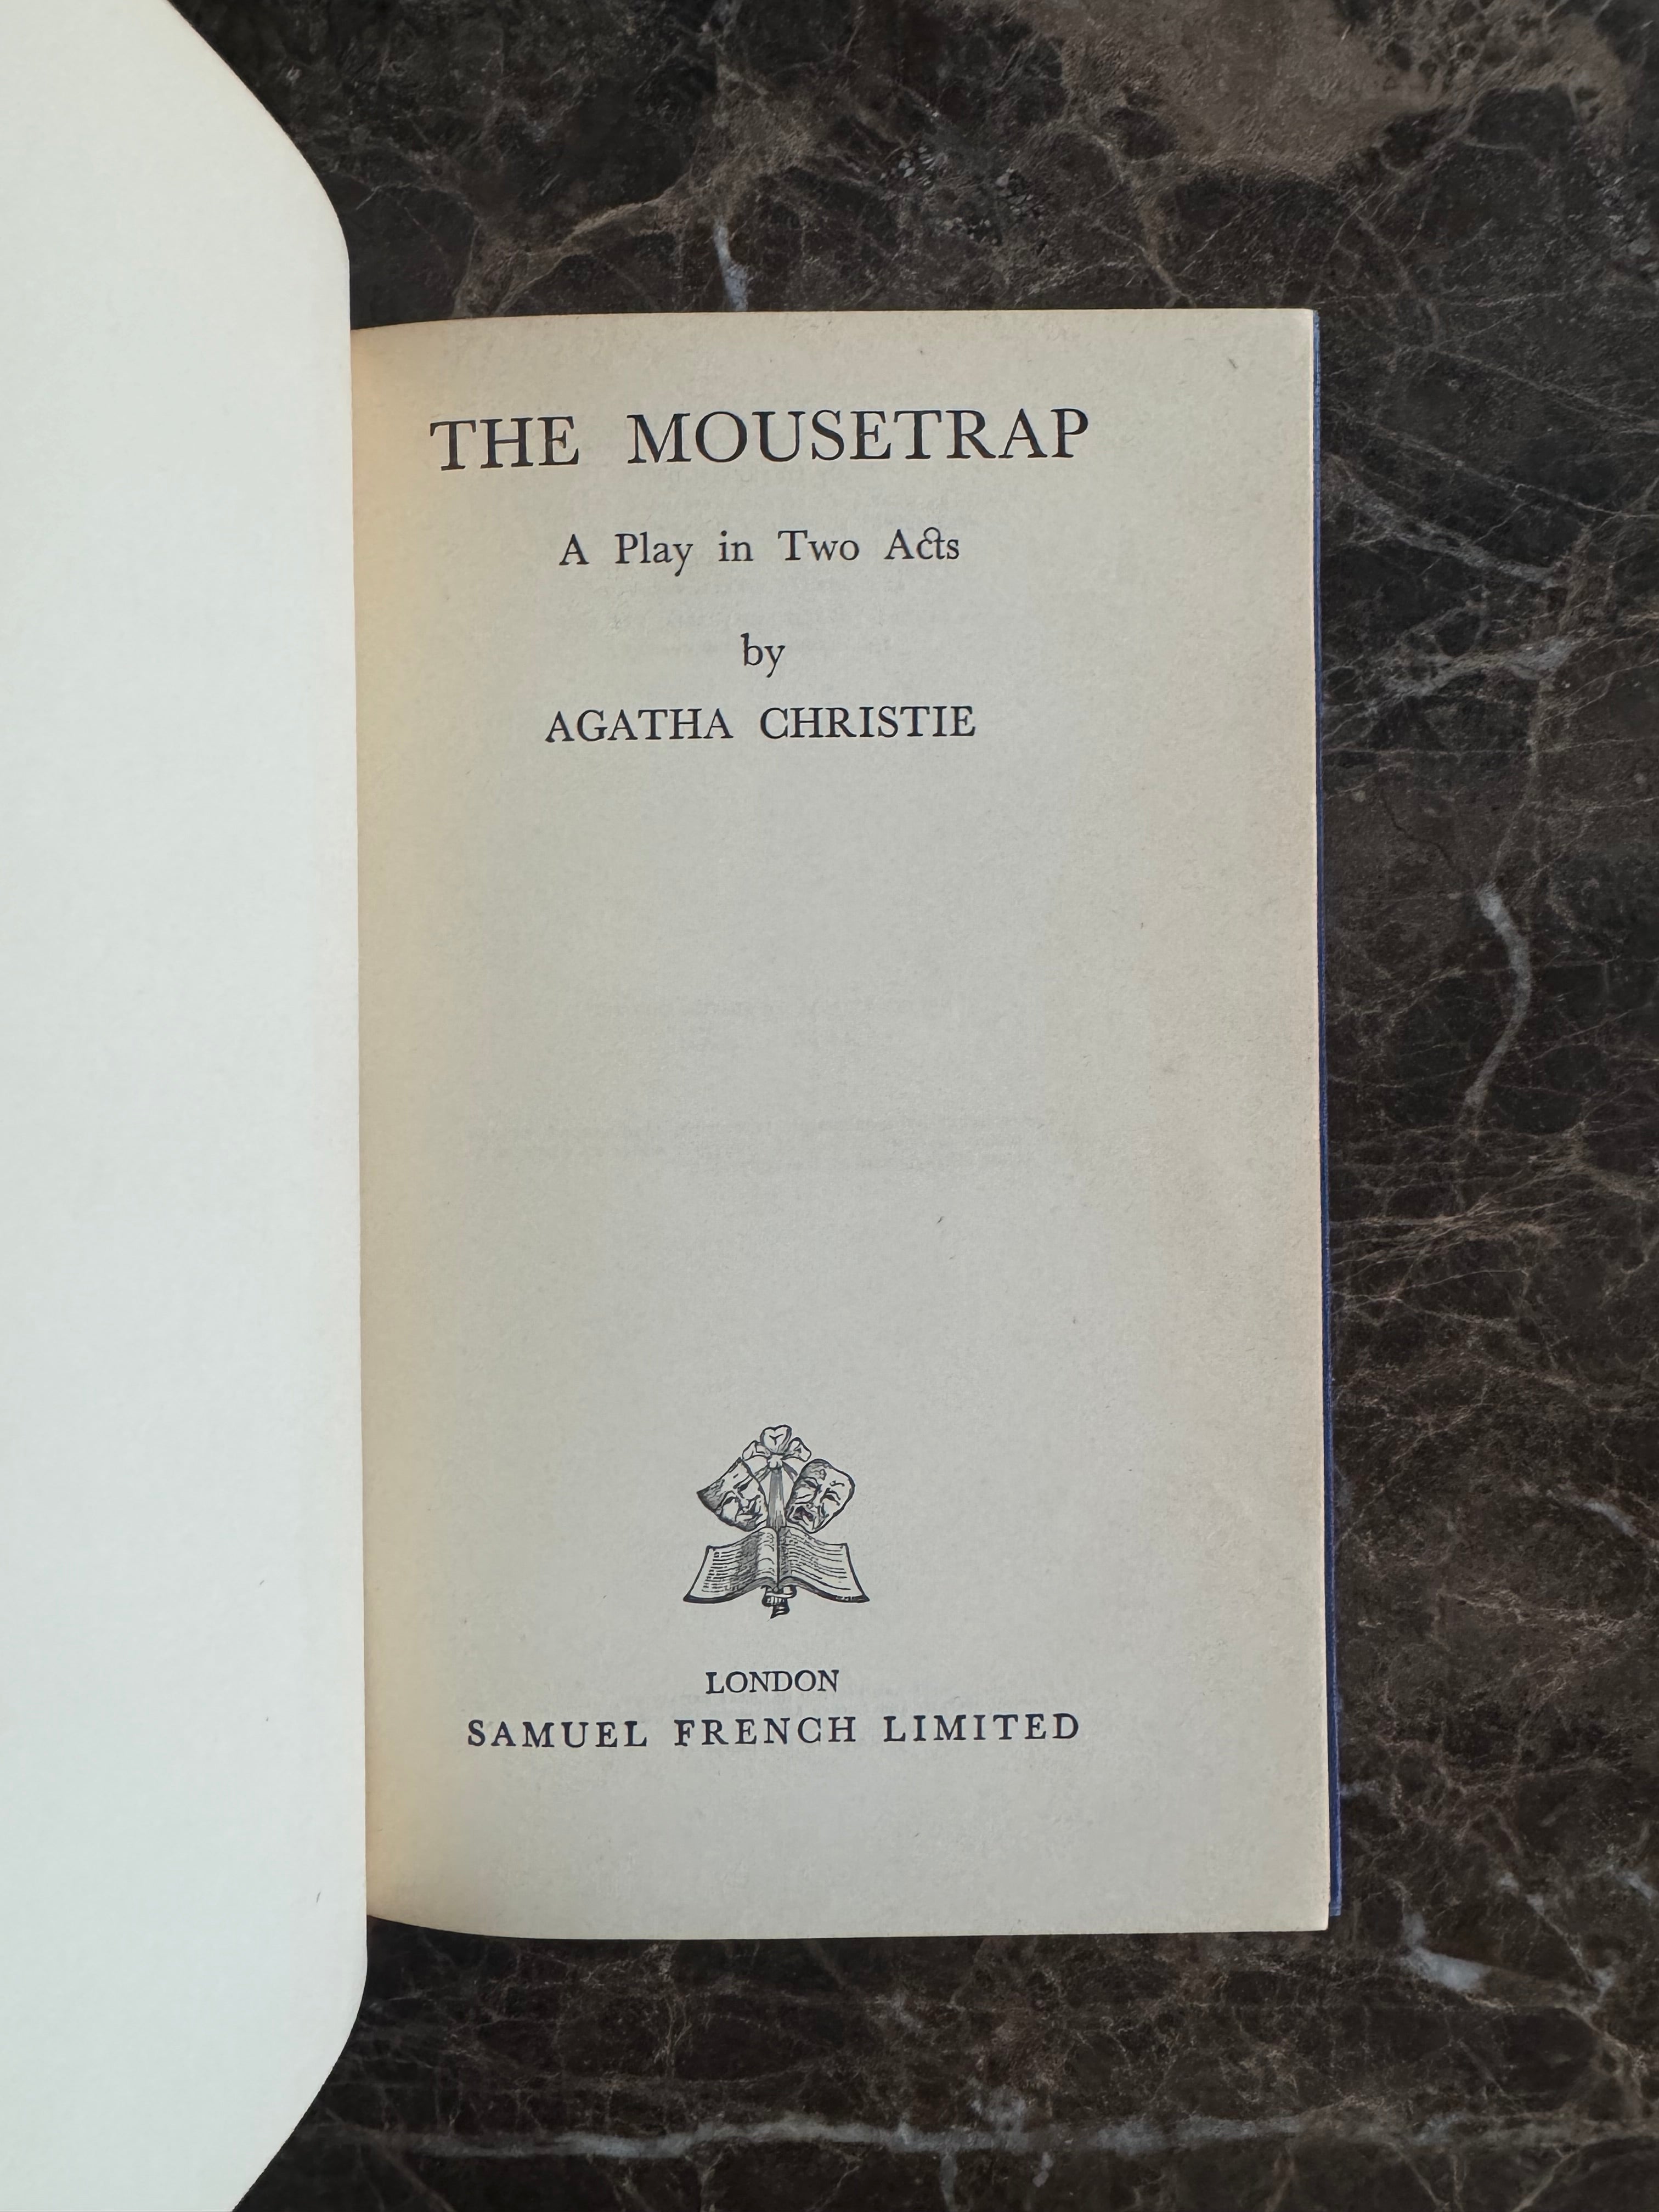 THE MOUSETRAP
A Play in Two Acts
by
AGATHA CHRISTIE
LONDON
SAMUEL FRENCH LIMITED